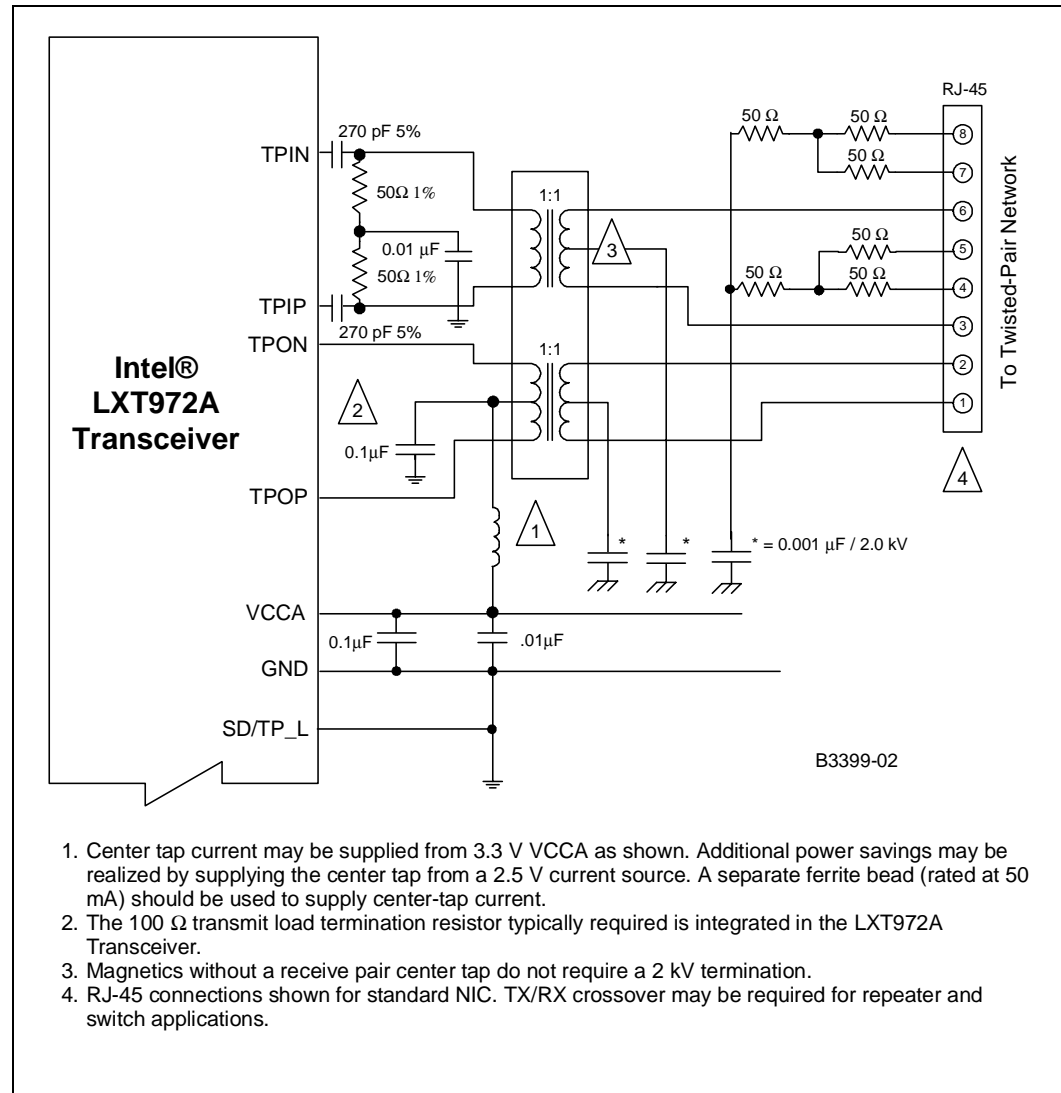 RJ-45
50 Ω
50 Ω
8
270 pF 5%
TPIN
50 Ω
7
50Ω 1%
1:1
6
3
50 Ω
5
0.01 µF
50Ω 1%
50 Ω
50 Ω
4
TPIP
3
270 pF 5%
TPON
1:1
2
Intel®
LXT972A
Transceiver
2
1
To Twisted-Pair Network
0.1µF
4
TPOP
1
*
*
* = 0.001 µF / 2.0 kV
VCCA
0.1µF
.01µF
GND
SD/TP_L
B3399-02
1. Center tap current may be supplied from 3.3 V VCCA as shown. Additional power savings may be
realized by supplying the center tap from a 2.5 V current source. A separate ferrite bead (rated at 50
mA) should be used to supply center-tap current.
2. The 100 Ω transmit load termination resistor typically required is integrated in the LXT972A
Transceiver.
3. Magnetics without a receive pair center tap do not require a 2 kV termination.
4. RJ-45 connections shown for standard NIC. TX/RX crossover may be required for repeater and
switch applications.